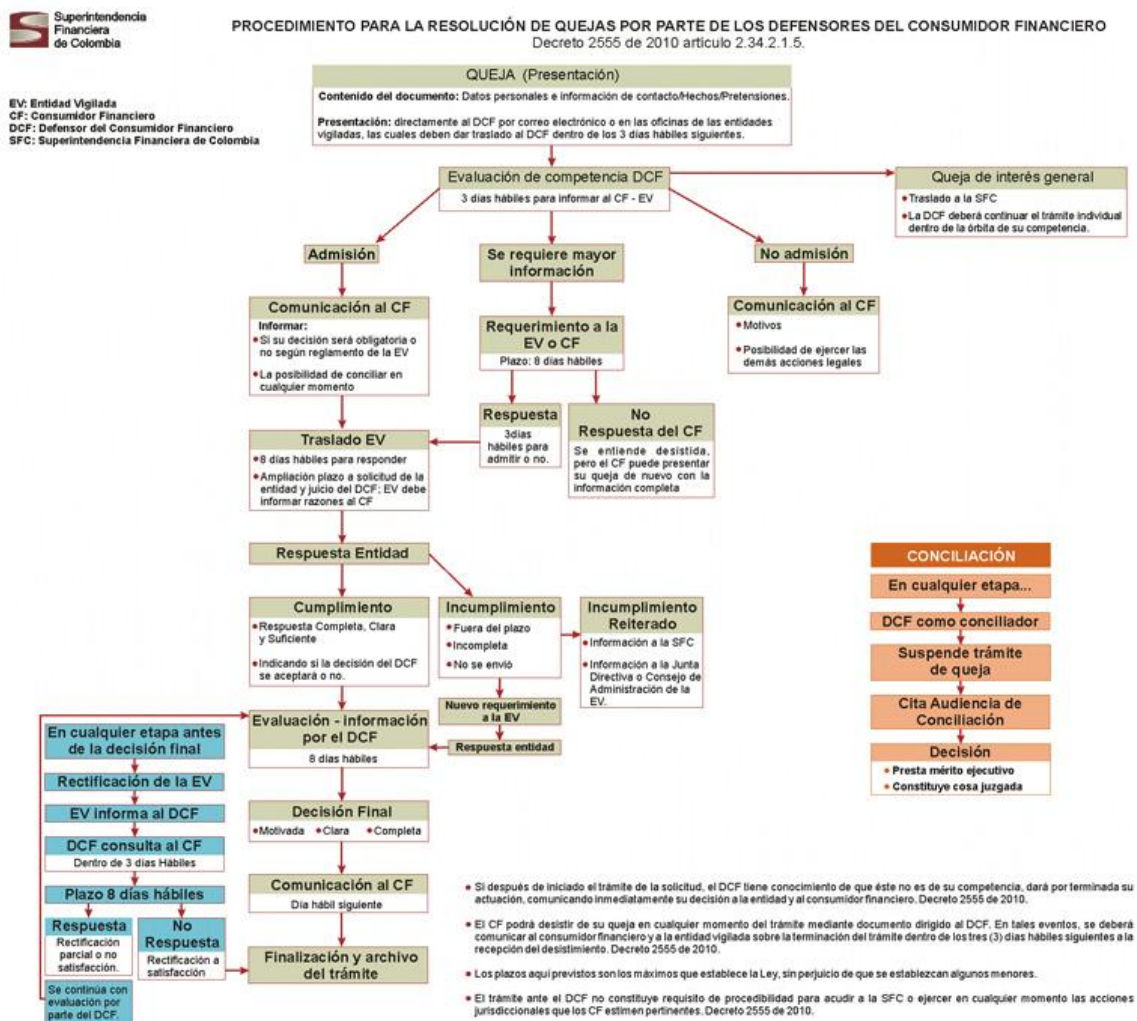 Superintendencia
Financiera
de Colombia
PROCEDIMIENTO PARA LA RESOLUCIÓN DE QUEJAS POR PARTE DE LOS DEFENSORES DEL CONSUMIDOR FINANCIERO
Decreto 2555 de 2010 articulo 2.34.2.1.5.
EV: Entidad Vigilada
CF: Consumidor Financiero
DCF: Defensor del Consumidor Financiero
SFC: Superintendencia Financiera de Colombia
QUEJA (Presentación)
Contenido del documento: Datos personales e información de contacto/Hechos/Pretensiones.
Presentación: directamente al DCF por correo electrónico o en las oficinas de las entidades
vigiladas, las cuales deben dar traslado al DCF dentro de los 3 días hábiles siguientes.
Evaluación de competencia DCF
3 días hábiles para informar al CF - EV
Queja de interés general
• Traslado a la SFC
• La DCF deberá continuar el trámite individual
dentro de la órbita de su competencia.
Admisión
Se requiere mayor
información
No admisión
Comunicación al CF
Informar:
• Si su decisión será obligatoria o
no según reglamento de la EV
• La posibilidad de conciliar en
cualquier momento
Requerimiento a la
EV o CF
Plazo: 8 días hábiles
Comunicación al CF
• Motivos
• Posibilidad de ejercer las
demás acciones legales
Respuesta
3días
hábiles para
admitir o no.
No
Respuesta del CF
Se entiende desistida,
pero el CF puede presentar
su queja de nuevo con la
información completa
Traslado EV
• 8 días hábiles para responder
• Ampliación plazo a solicitud de la
entidad y juicio del DCF; EV debe
informar razones al CF
Respuesta Entidad
Cumplimiento
• Respuesta Completa, Clara
y Suficiente
• Indicando si la decisión del DCF
se aceptará o no.
Incumplimiento
• Fuera del plazo
• Incompleta
• No se envió
Incumplimiento
Reiterado
• Información a la SFC
• Información a la Junta
Directiva o Consejo de
Administración de la
EV.
Nuevo requerimiento
a la EV
Respuesta entidad
Evaluación - información
por el DCF
8 días hábiles
Decisión Final
• Motivada • Clara • Completa
Comunicación al CF
Día hábil siguiente
Finalización y archivo
del trámite
En cualquier etapa antes
de la decisión final
Rectificación de la EV
EV informa al DCF
DCF consulta al CF
Dentro de 3 días Hábiles
Plazo 8 días hábiles
Respuesta
Rectificación
parcial o no
satisfacción.
No
Respuesta
Rectificación a
satisfacción
Se continúa con
evaluación por
parte del DCF.
CONCILIACIÓN
En cualquier etapa...
DCF como conciliador
Suspende trámite
de queja
Cita Audiencia de
Conciliación
Decisión
• Presta mérito ejecutivo
• Constituye cosa juzgada
• Si después de iniciado el trámite de la solicitud, el DCF tiene conocimiento de que éste no es de su competencia, dará por terminada su
actuación, comunicando inmediatamente su decisión a la entidad y al consumidor financiero. Decreto 2555 de 2010.
• El CF podrá desistir de su queja en cualquier momento del trámite mediante documento dirigido al DCF. En tales eventos, se deberá
comunicar al consumidor financiero y a la entidad vigilada sobre la terminación del trámite dentro de los tres (3) días hábiles siguientes a la
recepción del desistimiento. Decreto 2555 de 2010.
• Los plazos aquí previstos son los máximos que establece la Ley, sin perjuicio de que se establezcan algunos menores.
• El trámite ante el DCF no constituye requisito de procedibilidad para acudir a la SFC o ejercer en cualquier momento las acciones
jurisdiccionales que los CF estimen pertinentes. Decreto 2555 de 2010.